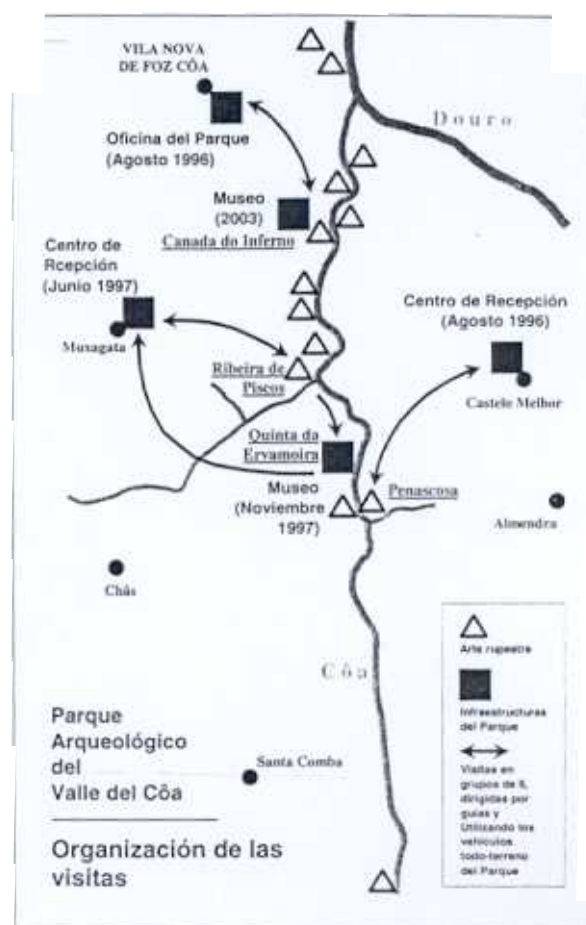 VILA NOVA
DE FOZ CÔA
Oficina del Parque
(Agosto 1996)
Douro
Museo
(2003)
Canada do Inferno
Centro de
Rcepción
(Junio 1997)
Muxagata
Centro de Recepción
(Agosto 1996)
Castelo Melhor
Ribeira de
Piscos
Quinta da
Ervamoira
Museo
(Noviembre
1997)
Penascosa
Almendra
Chãs
Côa
Santa Comba
Parque
Arqueológico
del
Valle del Côa
Organización de las
visitas
Arte rupestre
Infraestructuras
del Parque
Visitas en
grupos de 8,
dirigidas por
guías y
Utilizando los
vehículos
todo-terreno
del Parque